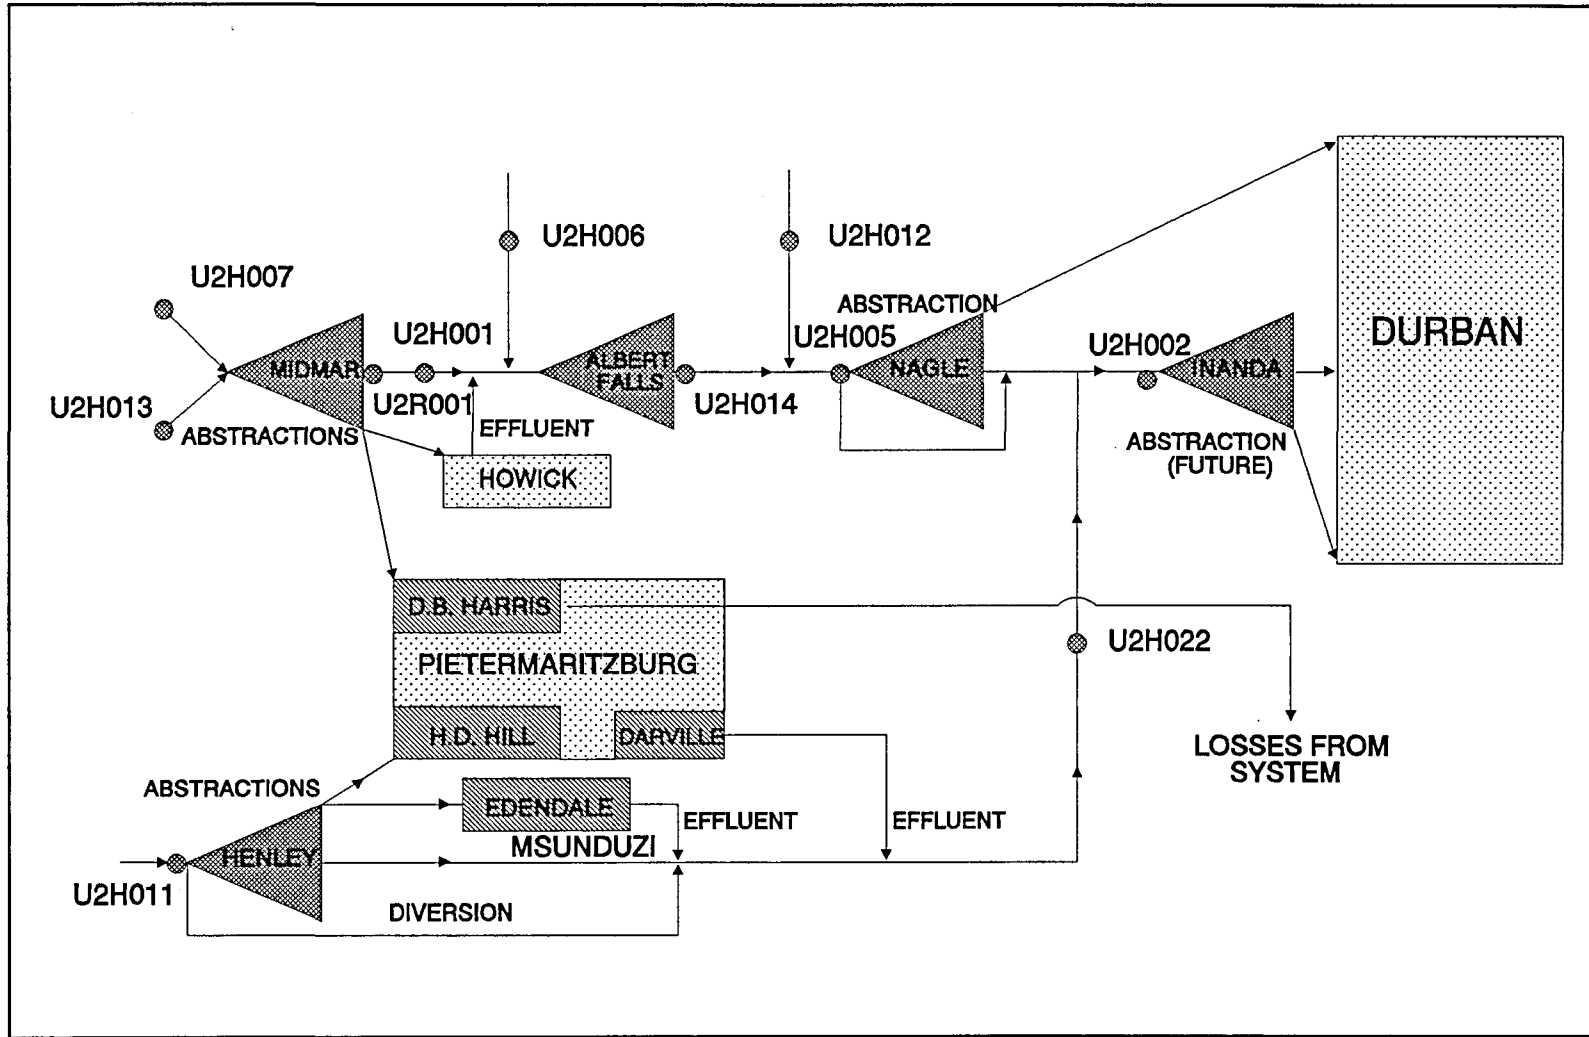 U2H006
U2H012
U2H007
ABSTRACTION
U2H001
U2H005
DURBAN
U2H002
MIDMAR
ALBERT
FALLS
NAGLE
INANDA
U2H013
U2R001
U2H014
ABSTRACTIONS
EFFLUENT
ABSTRACTION
(FUTURE)
HOWICK
D.B. HARRIS
U2H022
PIETERMARITZBURG
H.D. HILL
DARVILLE
LOSSES FROM
SYSTEM
ABSTRACTIONS
EDENDALE
EFFLUENT
EFFLUENT
MSUNDUZI
HENLEY
U2H011
DIVERSION